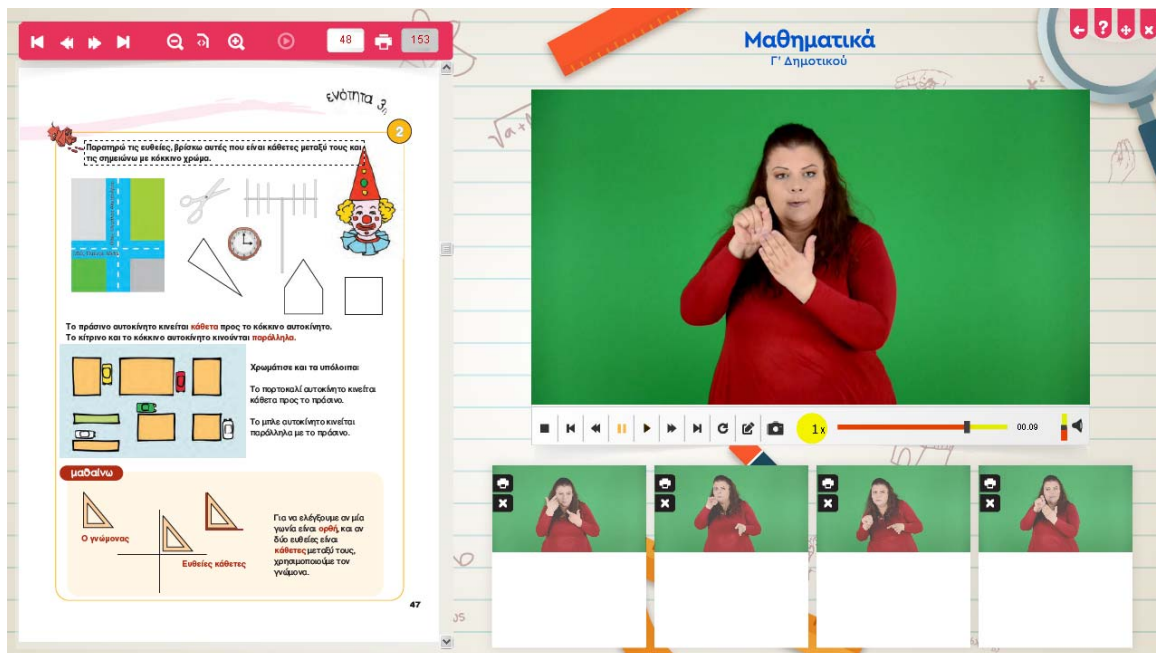 48
153
Μαθηματικά
Γ' Δημοτικού
ενότητα 3η
2
Παρατηρώ τις ευθείες, βρίσκω αυτές που είναι κάθετες μεταξύ τους και
τις σημειώνω με κόκκινο χρώμα.
Το πράσινο αυτοκίνητο κινείται κάθετα προς το κόκκινο αυτοκίνητο.
Το κίτρινο και το κόκκινο αυτοκίνητο κινούνται παράλληλα.
Χρωμάτισε και τα υπόλοιπα:
Το πορτοκαλί αυτοκίνητο κινείται
κάθετα προς το πράσινο.
Το μπλε αυτοκίνητο κινείται
παράλληλα με το πράσινο.
μαθαίνω
Ο γνώμονας
Ευθείες κάθετες
Για να ελέγξουμε αν μία
γωνία είναι ορθή, και αν
δύο ευθείες είναι
κάθετες μεταξύ τους,
χρησιμοποιούμε τον
γνώμονα.
47
1x
00.09